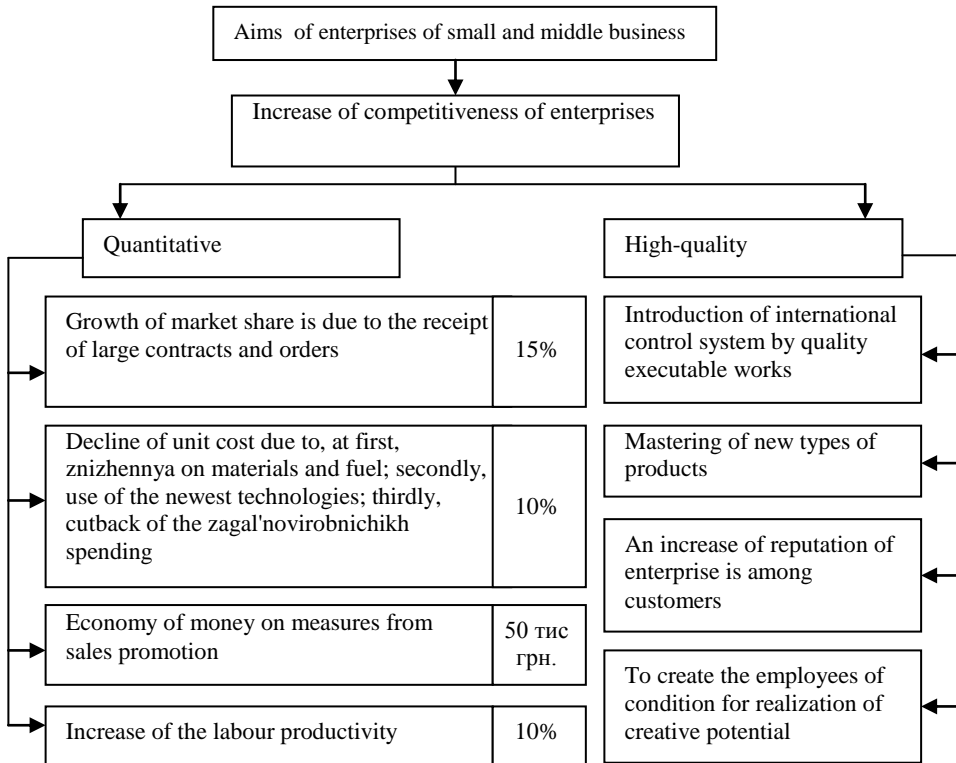 Aims of enterprises of small and middle business
Increase of competitiveness of enterprises
Quantitative
Growth of market share is due to the receipt
of large contracts and orders
15%
Decline of unit cost due to, at first,
znizhennya on materials and fuel; secondly,
use of the newest technologies; thirdly,
cutback of the zagal'novirobnichikh
spending
10%
Economy of money on measures from
sales promotion
50 тис
грн.
Increase of the labour productivity
10%
High-quality
Introduction of international
control system by quality
executable works
Mastering of new types of
products
An increase of reputation of
enterprise is among
customers
To create the employees of
condition for realization of
creative potential